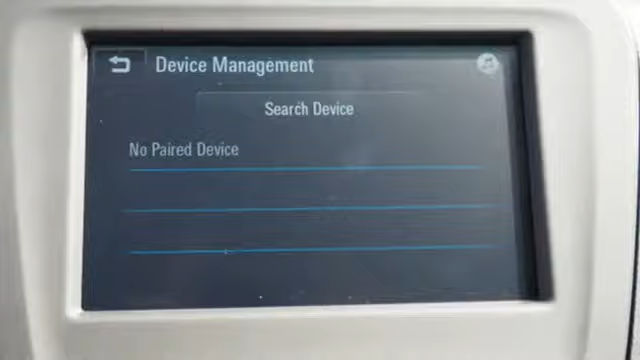 Device Management
Search Device
No Paired Device